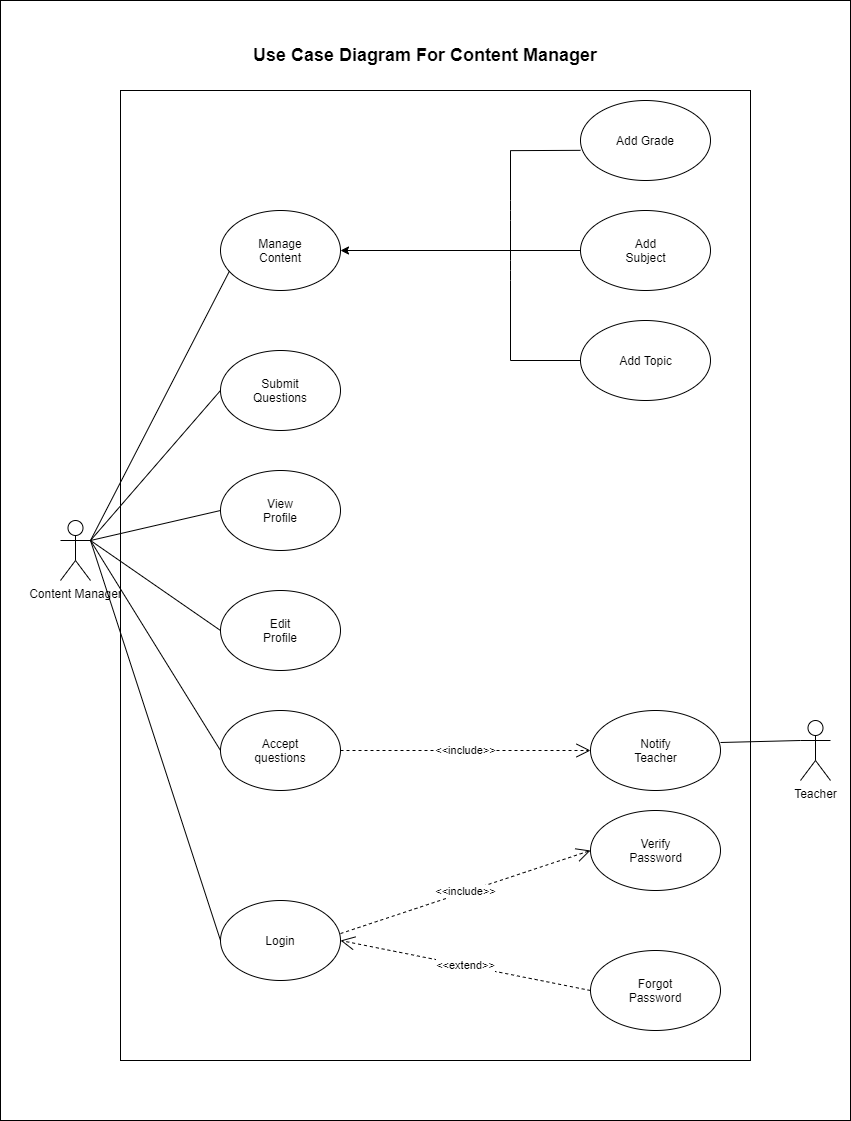 Use Case Diagram For Content Manager
Add Grade
Manage
Content
Add
Subject
Add Topic
Submit
Questions
View
Profile
Content Manager
Edit
Profile
Accept
questions
<<include>>
Notify
Teacher
Teacher
Verify
Password
<<include>>
Login
<<extend>>
Forgot
Password